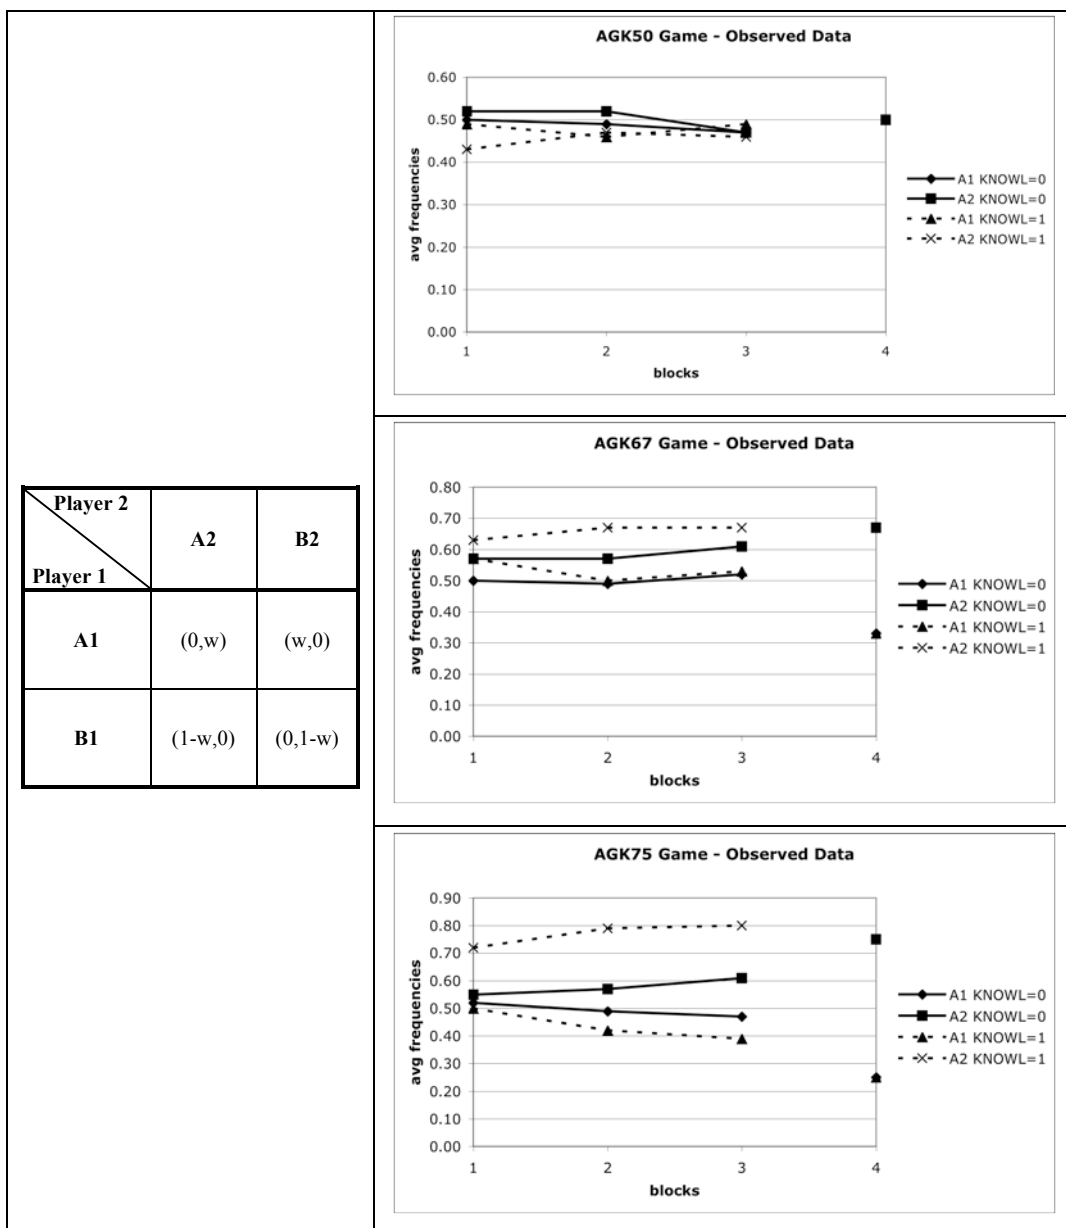 Player 2
A2 B2
Player 1
A1 (0,w) (w,0)
B1 (1-w,0) (0,1-w)
AGK50 Game - Observed Data
avg frequencies
0.60
0.50
0.40
0.30
0.20
0.10
0.00
1 2 3 4
blocks
A1 KNOWL=0
A2 KNOWL=0
A1 KNOWL=1
A2 KNOWL=1
AGK67 Game - Observed Data
avg frequencies
0.80
0.70
0.60
0.50
0.40
0.30
0.20
0.10
0.00
1 2 3 4
blocks
A1 KNOWL=0
A2 KNOWL=0
A1 KNOWL=1
A2 KNOWL=1
AGK75 Game - Observed Data
avg frequencies
0.90
0.80
0.70
0.60
0.50
0.40
0.30
0.20
0.10
0.00
1 2 3 4
blocks
A1 KNOWL=0
A2 KNOWL=0
A1 KNOWL=1
A2 KNOWL=1